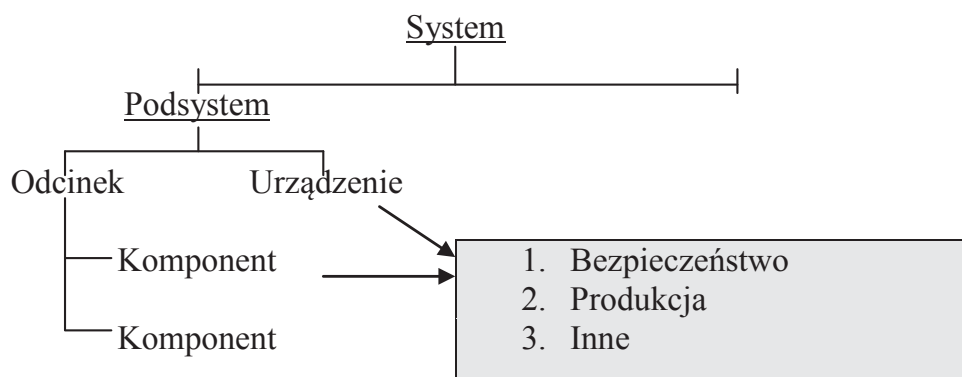 System
Podsystem
Odcinek Urządzenie
Komponent
Komponent
1. Bezpieczeństwo
2. Produkcja
3. Inne